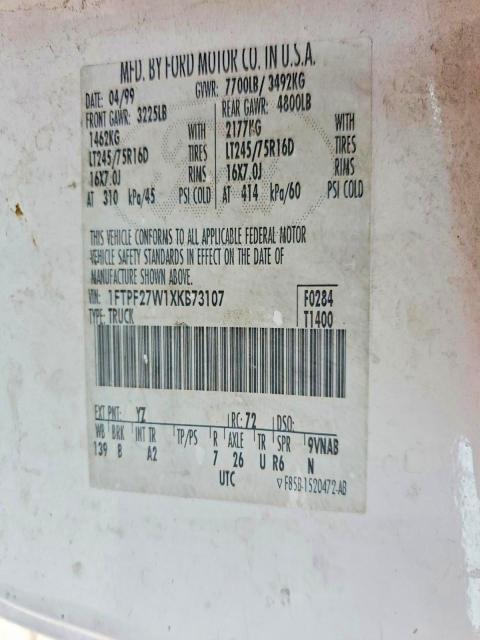 MFD. BY FORD MOTOR CO. IN U.S.A.
DATE: 04/99 GVWR: 7700LB/ 3492KG
FRONT GAWR: 3225LB REAR GAWR: 4800LB
1462KG WITH 2177KG WITH
LT245/75R16D TIRES LT245/75R16D TIRES
16X7.0J RIMS 16X7.0J RIMS
AT 310 kPa/45 PSI COLD AT 414 kPa/60 PSI COLD
THIS VEHICLE CONFORMS TO ALL APPLICABLE FEDERAL MOTOR
VEHICLE SAFETY STANDARDS IN EFFECT ON THE DATE OF
MANUFACTURE SHOWN ABOVE.
VIN: 1FTPF27W1XKB73107 F0284
TYPE: TRUCK T1400
EXT PNT: YZ RC: 72 DSO:
WB BRK INT TR TP/PS R AXLE TR SPR 9VNAB
139 B A2 7 26 U R6 N
UTC
▽ F85B-1520472-AB